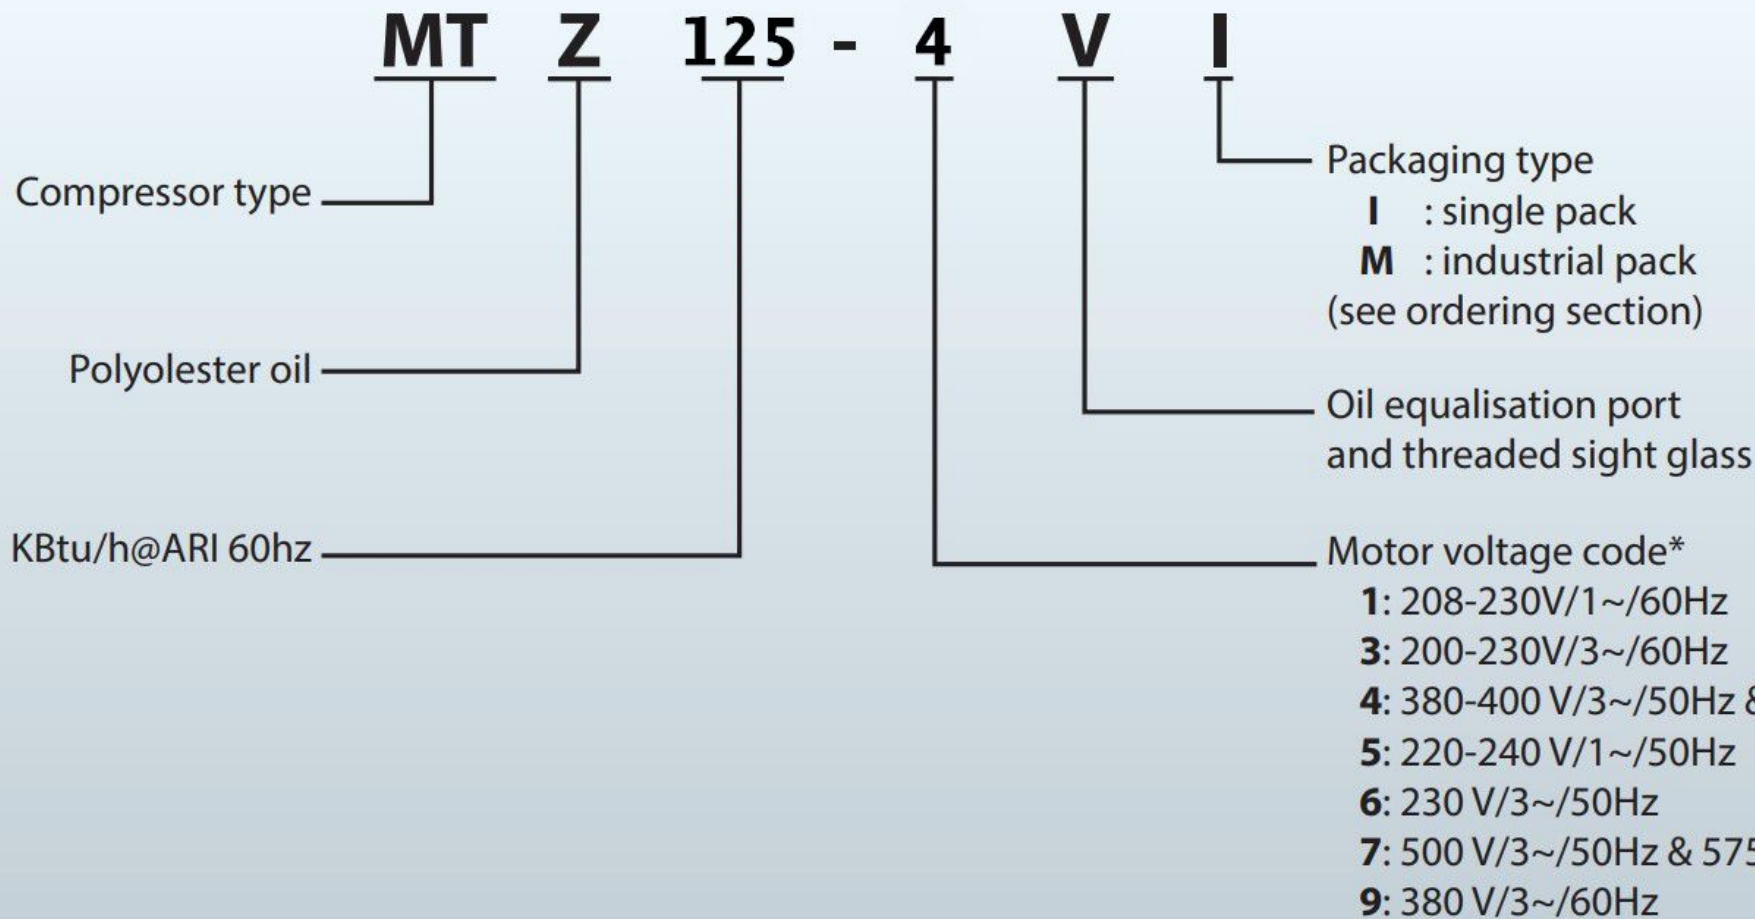 MT Z 125 - 4 V I
Compressor type
Polyolester oil
KBtu/h@ARI 60hz
Packaging type
I : single pack
M : industrial pack
(see ordering section)
Oil equalisation port
and threaded sight glass
Motor voltage code*
1: 208-230V/1~/60Hz
3: 200-230V/3~/60Hz
4: 380-400 V/3~/50Hz &
5: 220-240 V/1~/50Hz
6: 230 V/3~/50Hz
7: 500 V/3~/50Hz & 575
9: 380 V/3~/60Hz